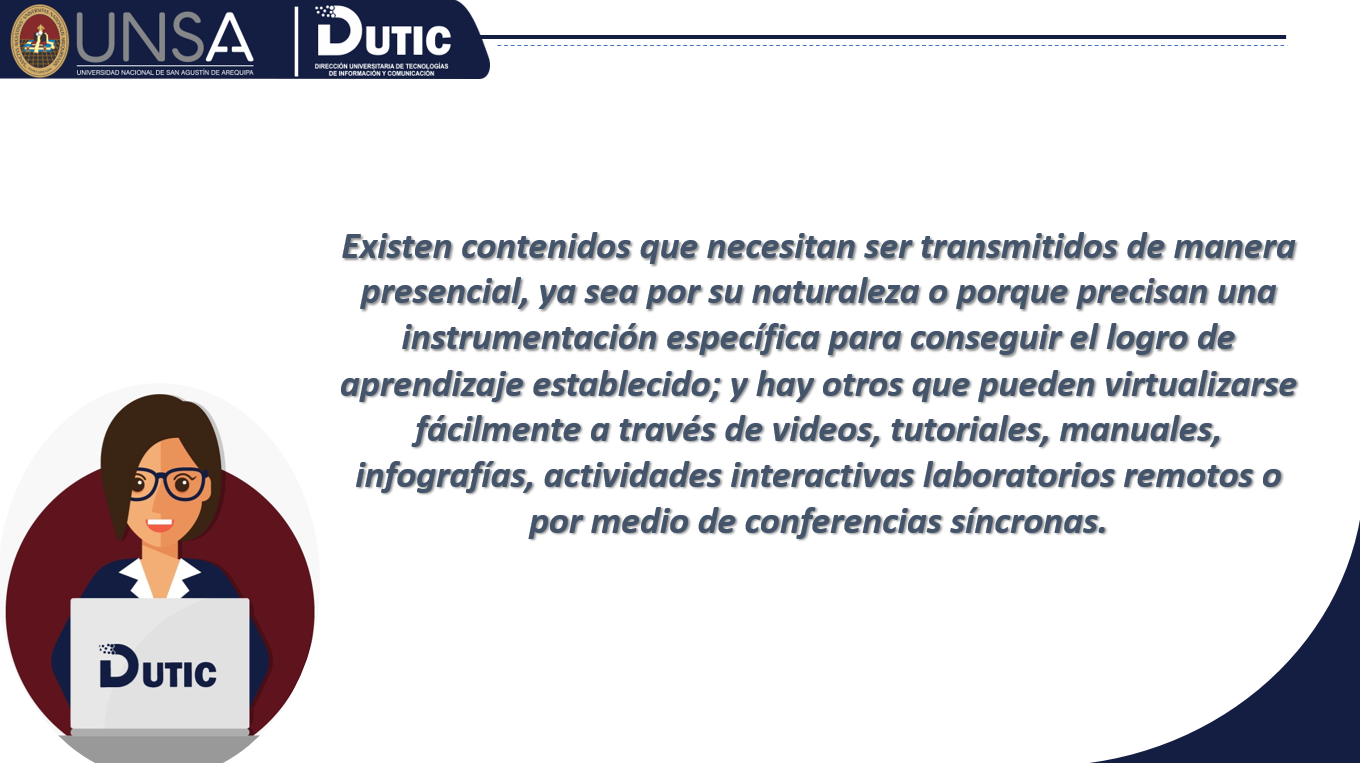 UNSA
UNIVERSIDAD NACIONAL DE SAN AGUSTÍN DE AREQUIPA
DUTIC
DIRECCIÓN UNIVERSITARIA DE TECNOLOGÍAS
DE INFORMACIÓN Y COMUNICACIÓN
Existen contenidos que necesitan ser transmitidos de manera
presencial, ya sea por su naturaleza o porque precisan una
instrumentación específica para conseguir el logro de
aprendizaje establecido; y hay otros que pueden virtualizarse
fácilmente a través de videos, tutoriales, manuales,
infografías, actividades interactivas laboratorios remotos o
por medio de conferencias síncronas.
DUTIC